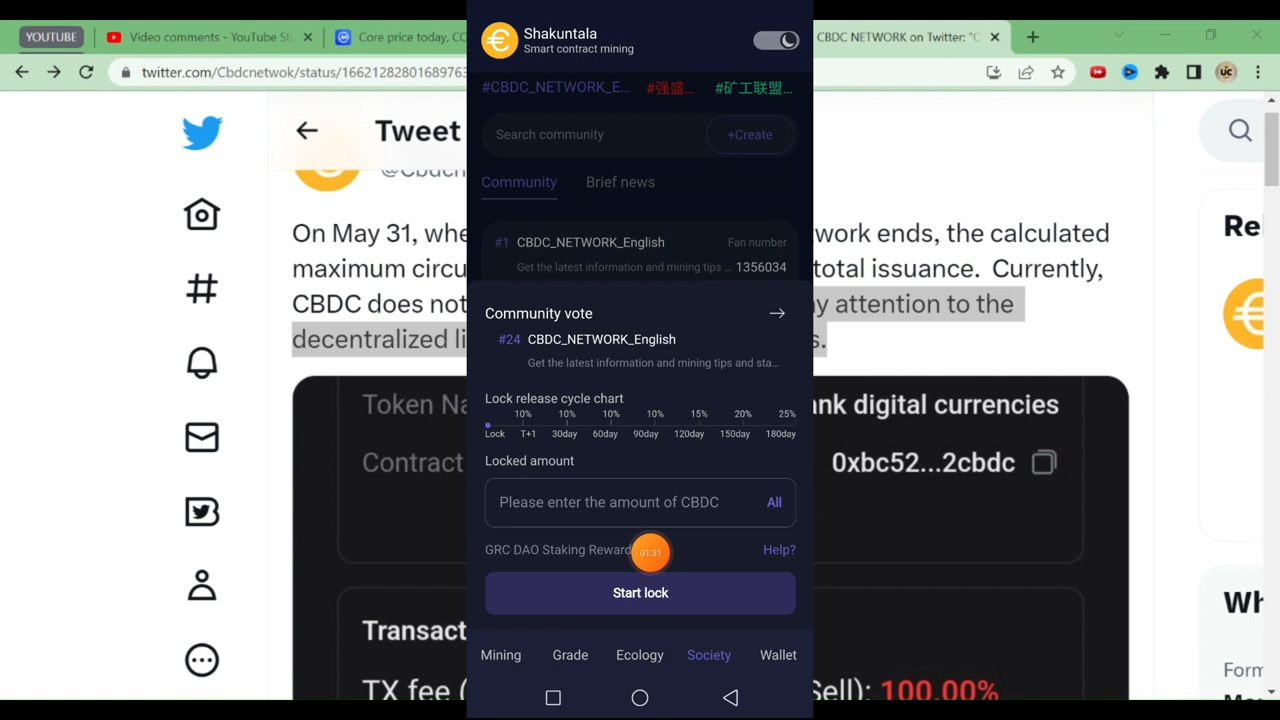 YOUTUBE
Video comments - YouTube St
Core price today, CO
CBDC NETWORK on Twitter: "C
twitter.com/Cbdcnetwok/status/16621282801689763
UC
Tweet
On May 31, whe
work ends, the calculated
maximum circu
total issuance. Currently,
CBDC does not
attention to the
decentralized li
Token Na
ank digital currencies
Contract
0xbc52...2cbdc
Transact
TX fee (
Sell): 100.00%
Shakuntala
Smart contract mining
#CBDC_NETWORK_E...
#强盛...
#矿工联盟...
Search community
+Create
Community
Brief news
#1 CBDC_NETWORK_English
Fan number
Get the latest information and mining tips ...
1356034
Community vote
#24 CBDC_NETWORK_English
Get the latest information and mining tips and sta...
Lock release cycle chart
10% 10% 10% 10% 15% 20% 25%
Lock T+1 30day 60day 90day 120day 150day 180day
Locked amount
Please enter the amount of CBDC
All
GRC DAO Staking Reward
01:31
Help?
Start lock
Mining Grade Ecology Society Wallet
Re
Wh
Form